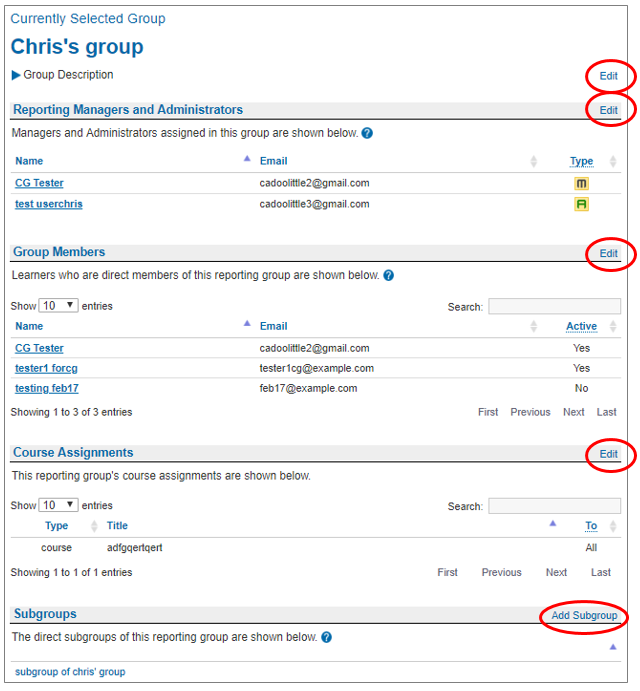 Currently Selected Group
Chris's group
Group Description Edit
Reporting Managers and Administrators Edit
Managers and Administrators assigned in this group are shown below. ?
Name Email Type
CG Tester cadoolittle2@gmail.com M
test userchris cadoolittle3@gmail.com A
Group Members Edit
Learners who are direct members of this reporting group are shown below. ?
Show 10 entries Search:
Name Email Active
CG Tester cadoolittle2@gmail.com Yes
tester1 forcg tester1cg@example.com Yes
testing feb17 feb17@example.com No
Showing 1 to 3 of 3 entries First Previous Next Last
Course Assignments Edit
This reporting group's course assignments are shown below.
Show 10 entries Search:
Type Title To
course adfgqertqert All
Showing 1 to 1 of 1 entries First Previous Next Last
Subgroups Add Subgroup
The direct subgroups of this reporting group are shown below. ?
subgroup of chris' group